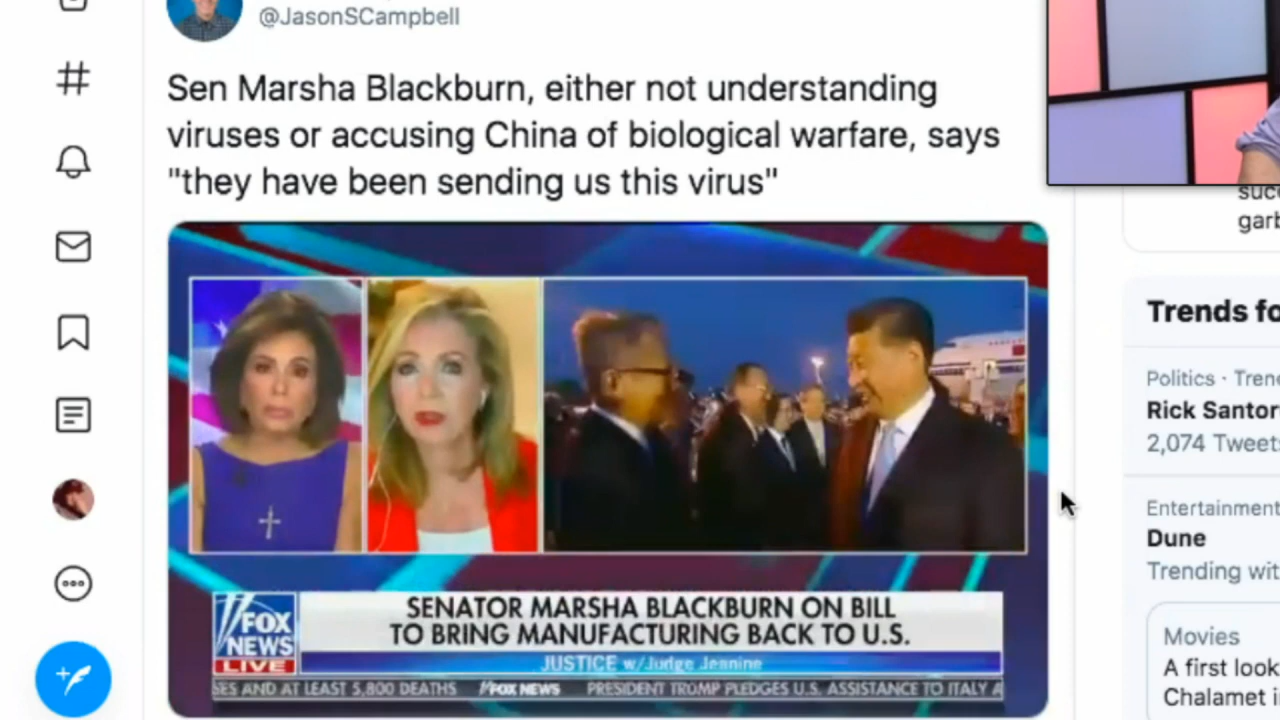 @JasonSCampbell
Sen Marsha Blackburn, either not understanding
viruses or accusing China of biological warfare, says
"they have been sending us this virus"
FOX
NEWS
LIVE
SENATOR MARSHA BLACKBURN ON BILL
TO BRING MANUFACTURING BACK TO U.S.
JUSTICE w/Judge Jeanine
SES AND AT LEAST 5,800 DEATHS FOX NEWS PRESIDENT TRUMP PLEDGES U.S. ASSISTANCE TO ITALY A
succ
garb
Trends fo
Politics · Trend
Rick Santor
2,074 Tweets
Entertainment
Dune
Trending wit
Movies
A first look
Chalamet i